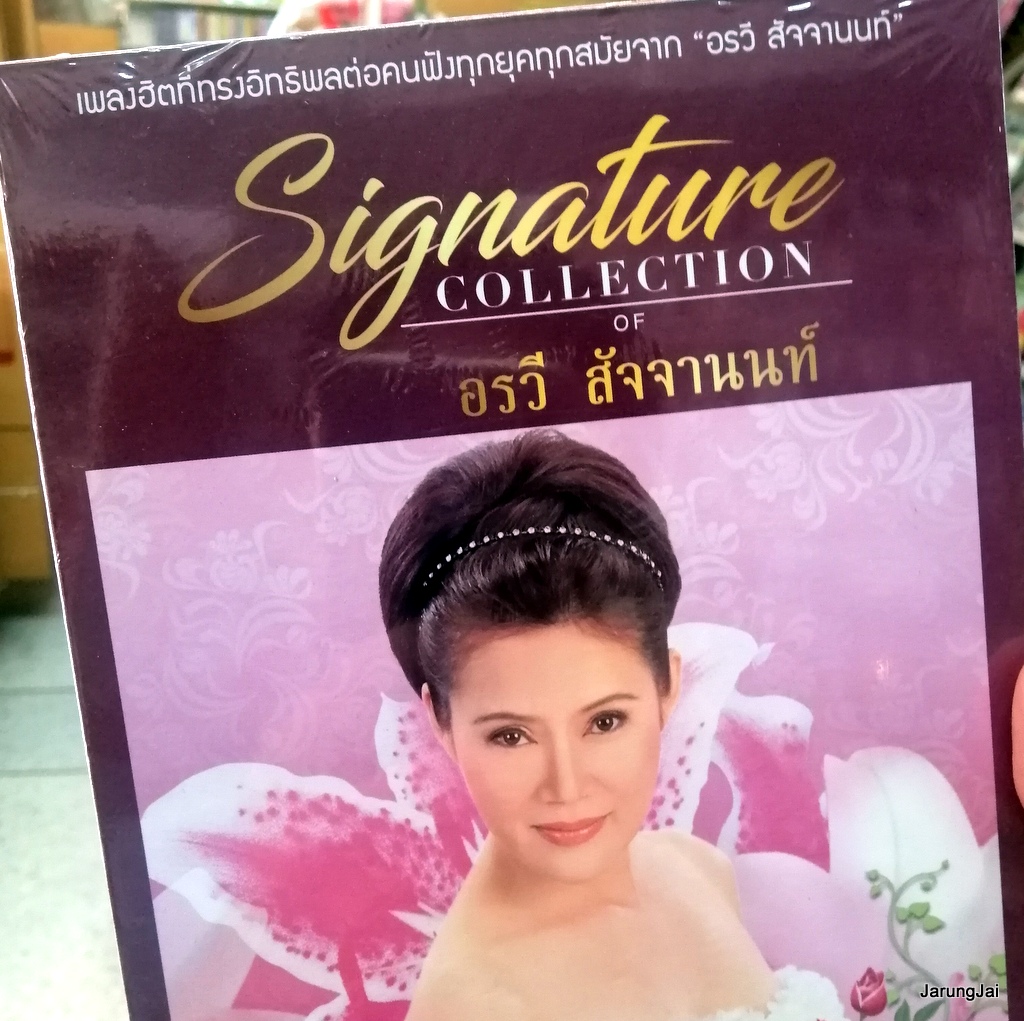 เพลงฮิตที่ทรงอิทธิพลต่อคนฟังทุกยุคทุกสมัยจาก “อรวี สัจจานนท์”
Signature
COLLECTION
OF
อรวี สัจจานนท์
JarungJai